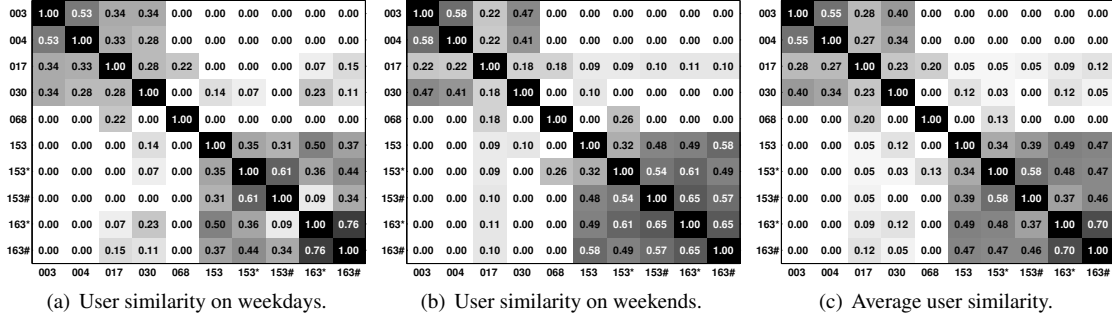 003 1.00 0.53 0.34 0.34 0.00 0.00 0.00 0.00 0.00 0.00
004 0.53 1.00 0.33 0.28 0.00 0.00 0.00 0.00 0.00 0.00
017 0.34 0.33 1.00 0.28 0.22 0.00 0.00 0.00 0.07 0.15
030 0.34 0.28 0.28 1.00 0.00 0.14 0.07 0.00 0.23 0.11
068 0.00 0.00 0.22 0.00 1.00 0.00 0.00 0.00 0.00 0.00
153 0.00 0.00 0.00 0.14 0.00 1.00 0.35 0.31 0.50 0.37
153* 0.00 0.00 0.00 0.07 0.00 0.35 1.00 0.61 0.36 0.44
153# 0.00 0.00 0.00 0.00 0.00 0.31 0.61 1.00 0.09 0.34
163* 0.00 0.00 0.07 0.23 0.00 0.50 0.36 0.09 1.00 0.76
163# 0.00 0.00 0.15 0.11 0.00 0.37 0.44 0.34 0.76 1.00
003 004 017 030 068 153 153* 153# 163* 163#
(a) User similarity on weekdays.
003 1.00 0.58 0.22 0.47 0.00 0.00 0.00 0.00 0.00 0.00
004 0.58 1.00 0.22 0.41 0.00 0.00 0.00 0.00 0.00 0.00
017 0.22 0.22 1.00 0.18 0.18 0.09 0.09 0.10 0.11 0.10
030 0.47 0.41 0.18 1.00 0.00 0.10 0.00 0.00 0.00 0.00
068 0.00 0.00 0.18 0.00 1.00 0.00 0.26 0.00 0.00 0.00
153 0.00 0.00 0.09 0.10 0.00 1.00 0.32 0.48 0.49 0.58
153* 0.00 0.00 0.09 0.00 0.26 0.32 1.00 0.54 0.61 0.49
153# 0.00 0.00 0.10 0.00 0.00 0.48 0.54 1.00 0.65 0.57
163* 0.00 0.00 0.11 0.00 0.00 0.49 0.61 0.65 1.00 0.65
163# 0.00 0.00 0.10 0.00 0.00 0.58 0.49 0.57 0.65 1.00
003 004 017 030 068 153 153* 153# 163* 163#
(b) User similarity on weekends.
003 1.00 0.55 0.28 0.40 0.00 0.00 0.00 0.00 0.00 0.00
004 0.55 1.00 0.27 0.34 0.00 0.00 0.00 0.00 0.00 0.00
017 0.28 0.27 1.00 0.23 0.20 0.05 0.05 0.05 0.09 0.12
030 0.40 0.34 0.23 1.00 0.00 0.12 0.03 0.00 0.12 0.05
068 0.00 0.00 0.20 0.00 1.00 0.00 0.13 0.00 0.00 0.00
153 0.00 0.00 0.05 0.12 0.00 1.00 0.34 0.39 0.49 0.47
153* 0.00 0.00 0.05 0.03 0.13 0.34 1.00 0.58 0.48 0.47
153# 0.00 0.00 0.05 0.00 0.00 0.39 0.58 1.00 0.37 0.46
163* 0.00 0.00 0.09 0.12 0.00 0.49 0.48 0.37 1.00 0.70
163# 0.00 0.00 0.12 0.05 0.00 0.47 0.47 0.46 0.70 1.00
003 004 017 030 068 153 153* 153# 163* 163#
(c) Average user similarity.